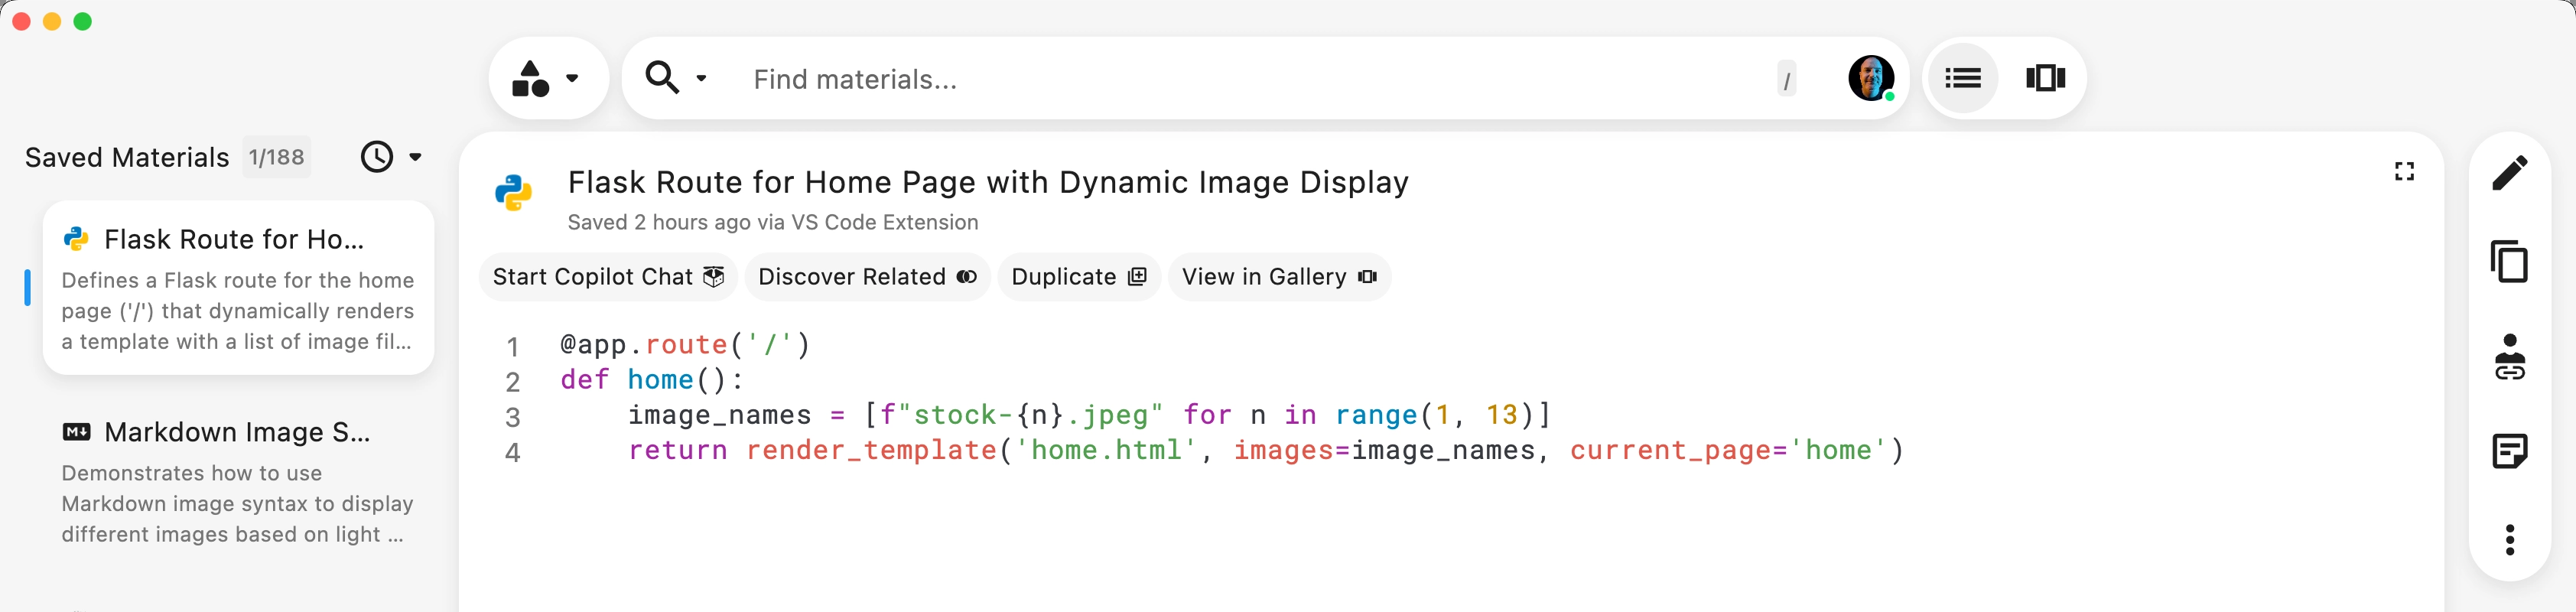 Find materials...
/
Saved Materials 1/188
Flask Route for Ho...
Defines a Flask route for the home
page ('/') that dynamically renders
a template with a list of image fil...
M↓ Markdown Image S...
Demonstrates how to use
Markdown image syntax to display
different images based on light ...
Flask Route for Home Page with Dynamic Image Display
Saved 2 hours ago via VS Code Extension
Start Copilot Chat Discover Related Duplicate View in Gallery
1 @app.route('/')
2 def home():
3     image_names = [f"stock-{n}.jpeg" for n in range(1, 13)]
4     return render_template('home.html', images=image_names, current_page='home')